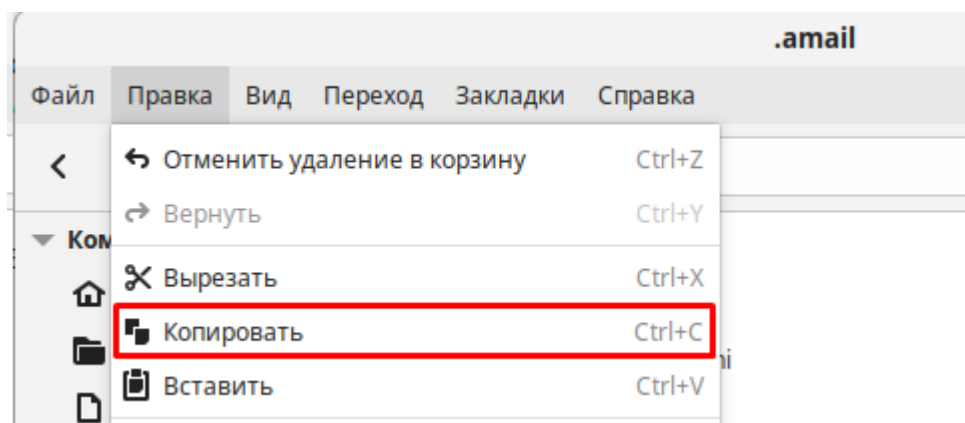 .amail
Файл Правка Вид Переход Закладки Справка
Отменить удаление в корзину Ctrl+Z
Вернуть Ctrl+Y
Вырезать Ctrl+X
Копировать Ctrl+C
Вставить Ctrl+V